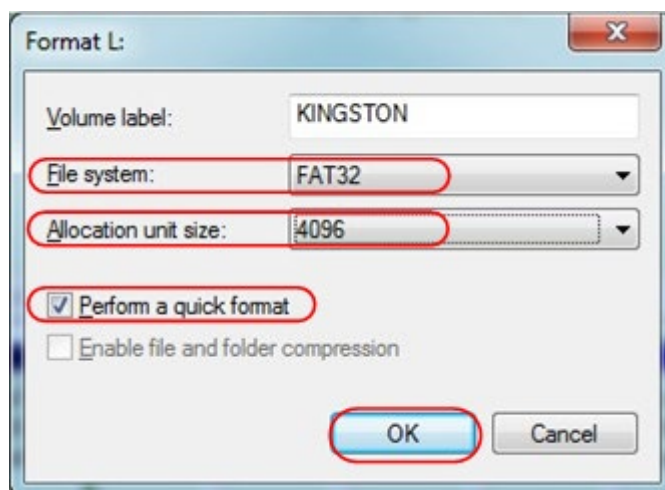 Format L:
Volume label: KINGSTON
File system: FAT32
Allocation unit size: 4096
Perform a quick format
Enable file and folder compression
OK Cancel